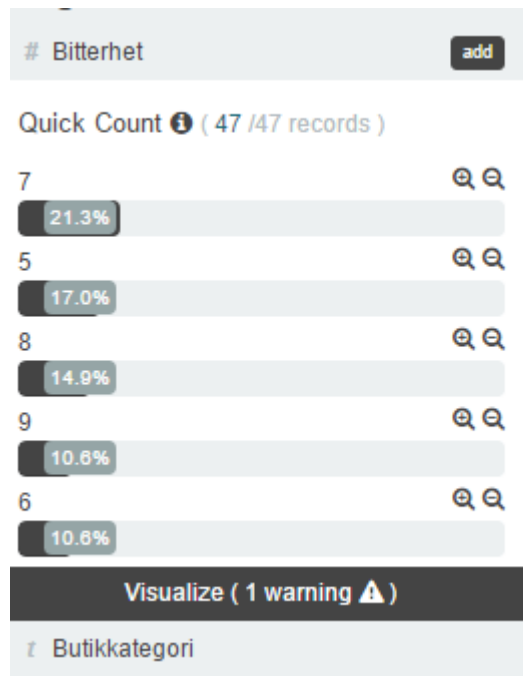 # Bitterhet add
Quick Count ( 47 /47 records )
7
21.3%
5
17.0%
8
14.9%
9
10.6%
6
10.6%
Visualize ( 1 warning )
t Butikkategori